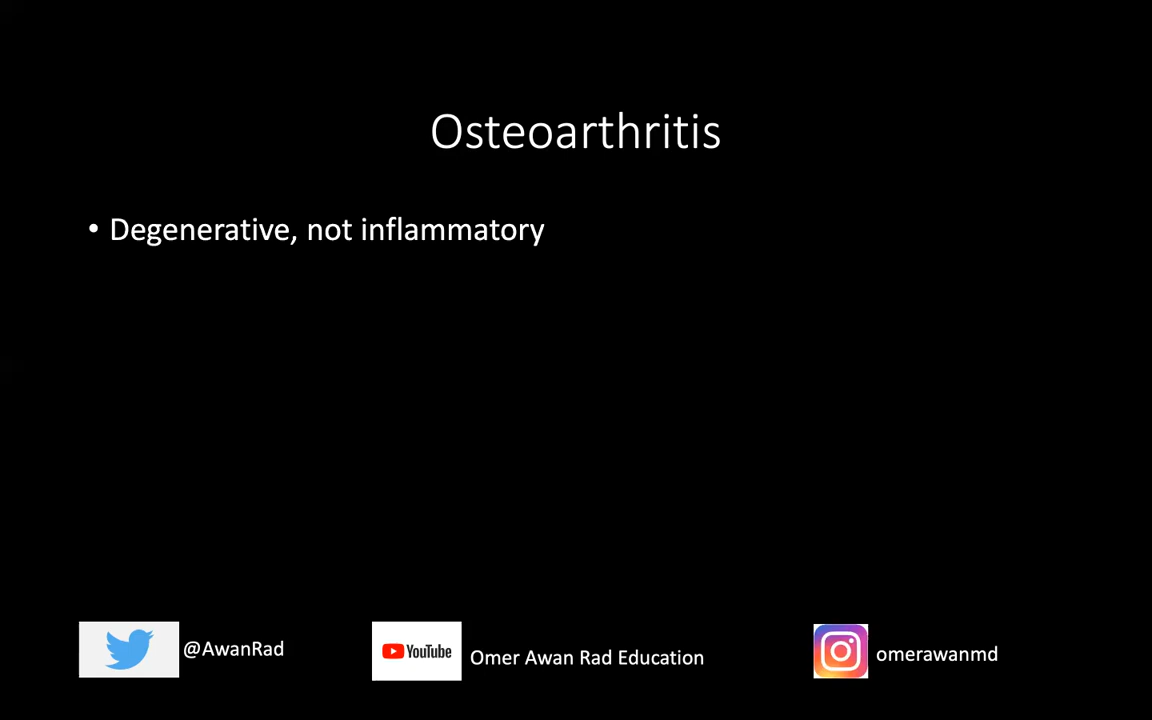 Osteoarthritis
• Degenerative, not inflammatory
@AwanRad
YouTube
Omer Awan Rad Education
omerawanmd